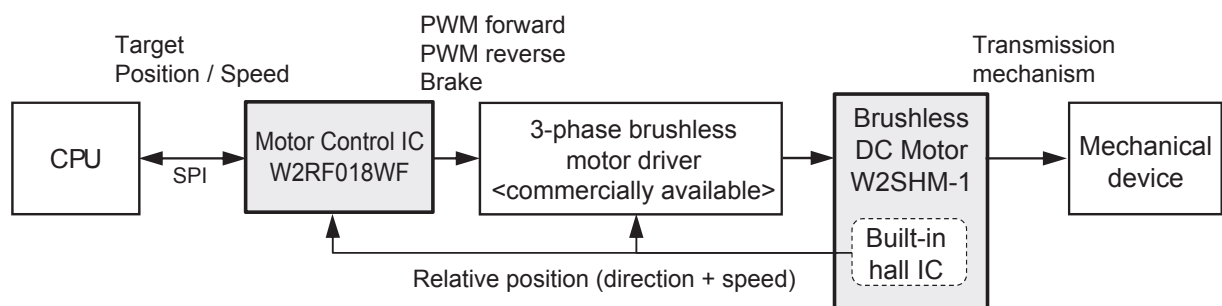 Target
Position / Speed
PWM forward
PWM reverse
Brake
Transmission
mechanism
CPU
SPI
Motor Control IC
W2RF018WF
3-phase brushless
motor driver
<commercially available>
Brushless
DC Motor
W2SHM-1
Mechanical
device
Built-in
hall IC
Relative position (direction + speed)